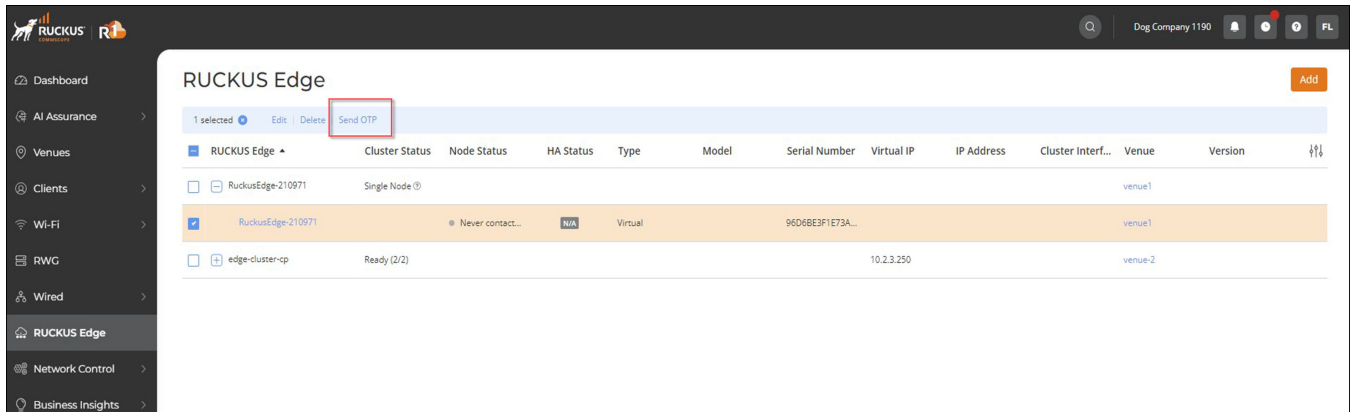 RUCKUS R1
COMMSCOPE
Dog Company 1190 FL
Dashboard
AI Assurance
Venues
Clients
Wi-Fi
RWG
Wired
RUCKUS Edge
Network Control
Business Insights
RUCKUS Edge
Add
1 selected Edit | Delete | Send OTP
RUCKUS Edge Cluster Status Node Status HA Status Type Model Serial Number Virtual IP IP Address Cluster Interf... Venue Version
RuckusEdge-210971 Single Node venue1
RuckusEdge-210971 Never contact... N/A Virtual 96D6BE3F1E73A... venue1
edge-cluster-cp Ready (2/2) 10.2.3.250 venue-2